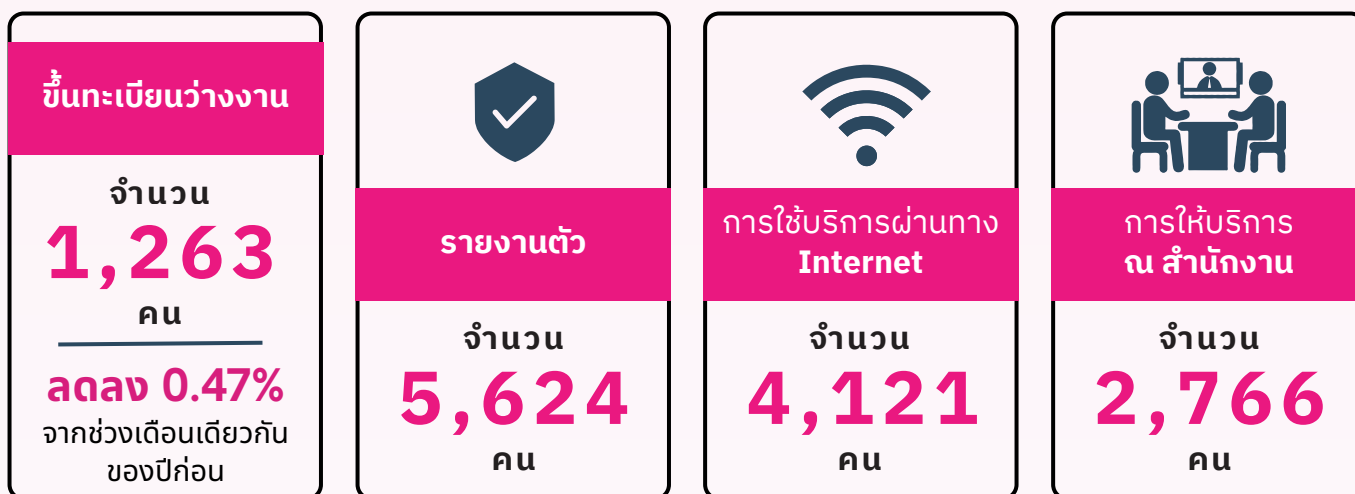 ขึ้นทะเบียนว่างงาน
จำนวน
1,263
คน
ลดลง 0.47%
จากช่วงเดือนเดียวกัน
ของปีก่อน
รายงานตัว
จำนวน
5,624
คน
การใช้บริการผ่านทาง
Internet
จำนวน
4,121
คน
การให้บริการ
ณ สำนักงาน
จำนวน
2,766
คน